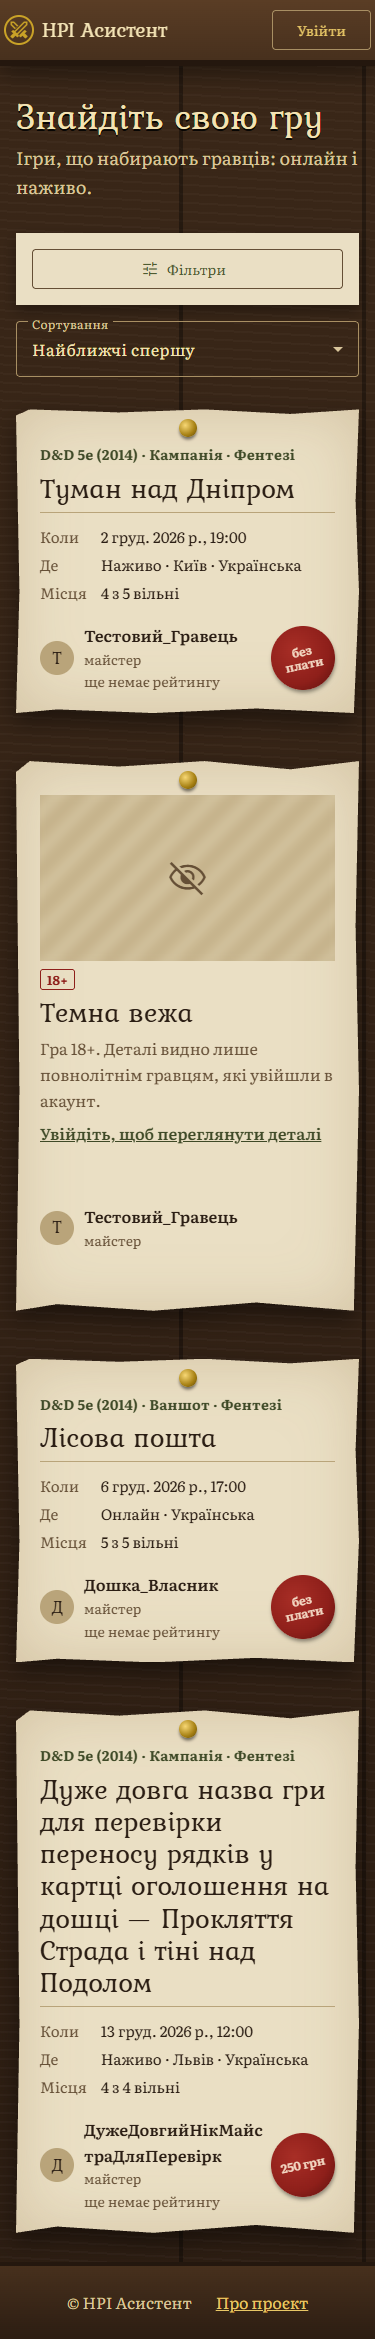 НРІ Асистент
Увійти
Знайдіть свою гру
Ігри, що набирають гравців: онлайн і
наживо.
Фільтри
Сортування
Найближчі спершу
D&D 5e (2014) · Кампанія · Фентезі
Туман над Дніпром
Коли 2 груд. 2026 р., 19:00
Де Наживо · Київ · Українська
Місця 4 з 5 вільні
Т
Тестовий_Гравець
майстер
ще немає рейтингу
без
плати
18+
Темна вежа
Гра 18+. Деталі видно лише
повнолітнім гравцям, які увійшли в
акаунт.
Увійдіть, щоб переглянути деталі
Т
Тестовий_Гравець
майстер
D&D 5e (2014) · Ваншот · Фентезі
Лісова пошта
Коли 6 груд. 2026 р., 17:00
Де Онлайн · Українська
Місця 5 з 5 вільні
Д
Дошка_Власник
майстер
ще немає рейтингу
без
плати
D&D 5e (2014) · Кампанія · Фентезі
Дуже довга назва гри
для перевірки
переносу рядків у
картці оголошення на
дошці — Прокляття
Страда і тіні над
Подолом
Коли 13 груд. 2026 р., 12:00
Де Наживо · Львів · Українська
Місця 4 з 4 вільні
Д
ДужеДовгийНікМайс
траДляПеревірк
майстер
ще немає рейтингу
250 грн
© НРІ Асистент Про проєкт